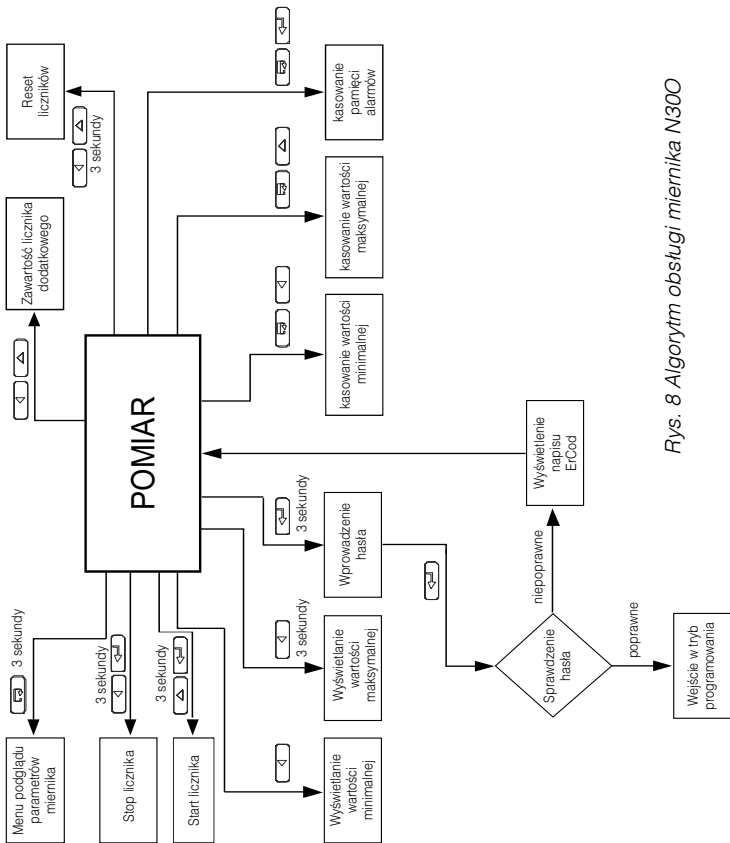 Menu podglądu
parametrów
miernika
3 sekundy
Zawartość licznika
dodatkowego
Reset
liczników
3 sekundy
Stop licznika
3 sekundy
POMIAR
Start licznika
3 sekundy
Wyświetlanie
wartości
minimalnej
3 sekundy
Wyświetlanie
wartości
maksymalnej
3 sekundy
Wprowadzenie
hasła
kasowanie wartości
minimalnej
kasowanie wartości
maksymalnej
kasowanie
pamięci
alarmów
Sprawdzenie
hasła
niepoprawne
Wyświetlenie
napisu
ErCod
poprawne
Wejście w tryb
programowania
Rys. 8 Algorytm obsługi miernika N30O